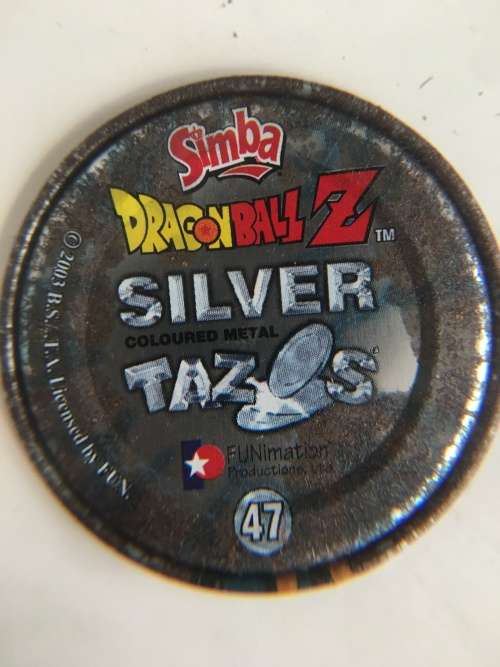 Simba
DRAGON BALL Z TM
SILVER
COLOURED METAL
TAZOS
FUNimation
Productions, Ltd.
47
© 2003 B.S./T.A. Licensed by FUN.